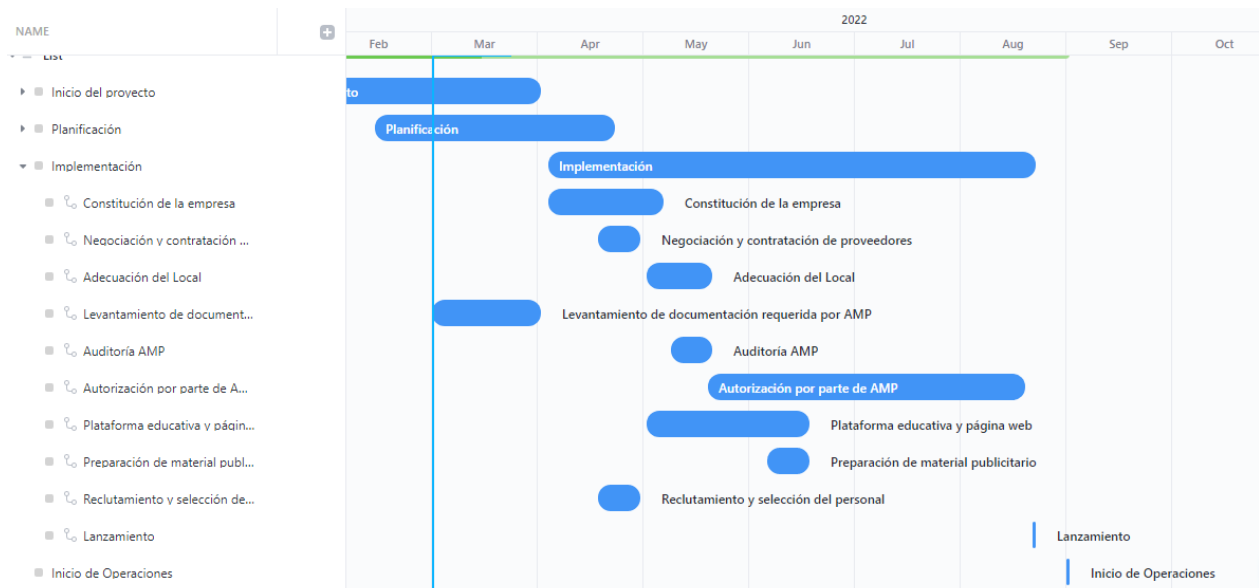 2022
NAME
Feb Mar Apr May Jun Jul Aug Sep Oct
List
Inicio del proyecto to
Planificación Planificación
Implementación Implementación
Constitución de la empresa Constitución de la empresa
Negociación y contratación ... Negociación y contratación de proveedores
Adecuación del Local Adecuación del Local
Levantamiento de document... Levantamiento de documentación requerida por AMP
Auditoría AMP Auditoría AMP
Autorización por parte de A... Autorización por parte de AMP
Plataforma educativa y págin... Plataforma educativa y página web
Preparación de material publ... Preparación de material publicitario
Reclutamiento y selección de... Reclutamiento y selección del personal
Lanzamiento Lanzamiento
Inicio de Operaciones Inicio de Operaciones